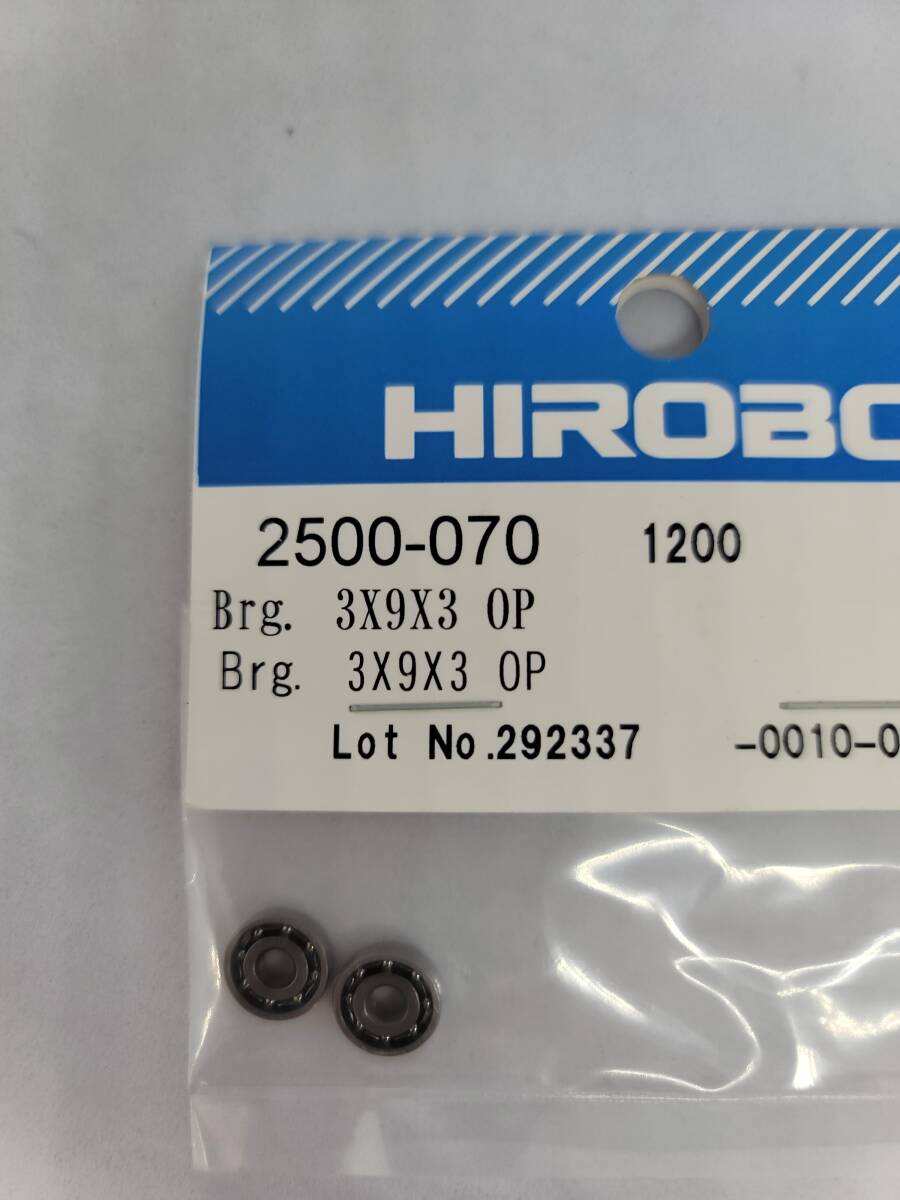 HIROBO
2500-070 1200
Brg. 3X9X3 OP
Brg. 3X9X3 OP
Lot No.292337 -0010-0